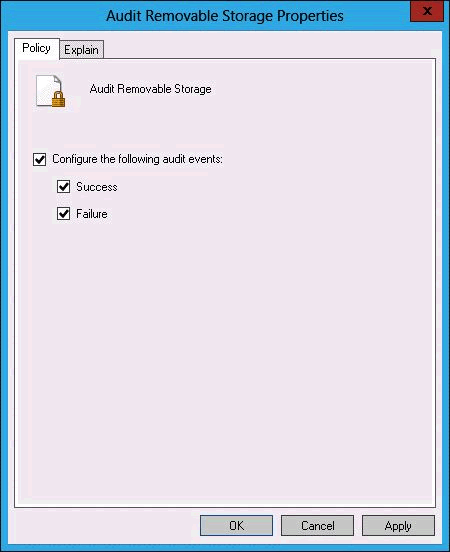 Audit Removable Storage Properties
x
Policy Explain
Audit Removable Storage
Configure the following audit events:
Success
Failure
OK Cancel Apply